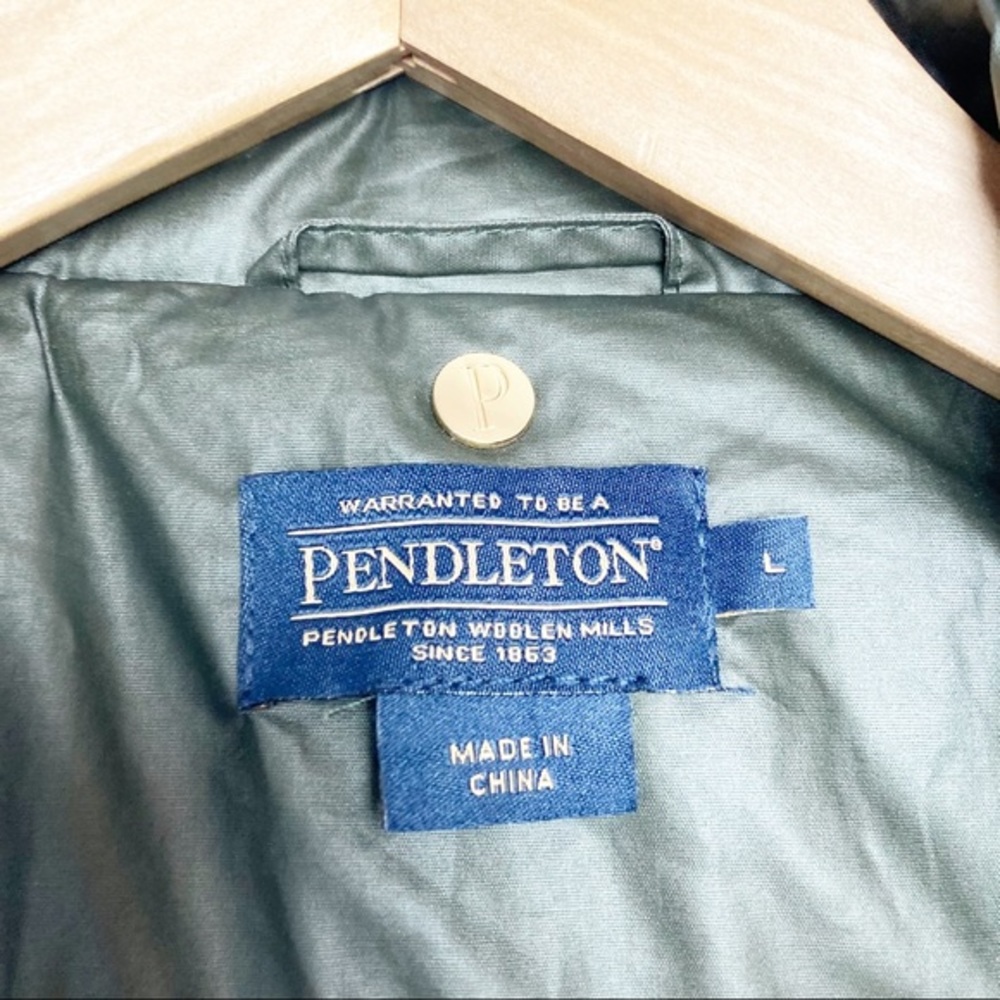 P
WARRANTED TO BE A
PENDLETON®
PENDLETON WOOLEN MILLS
SINCE 1863
L
MADE IN
CHINA